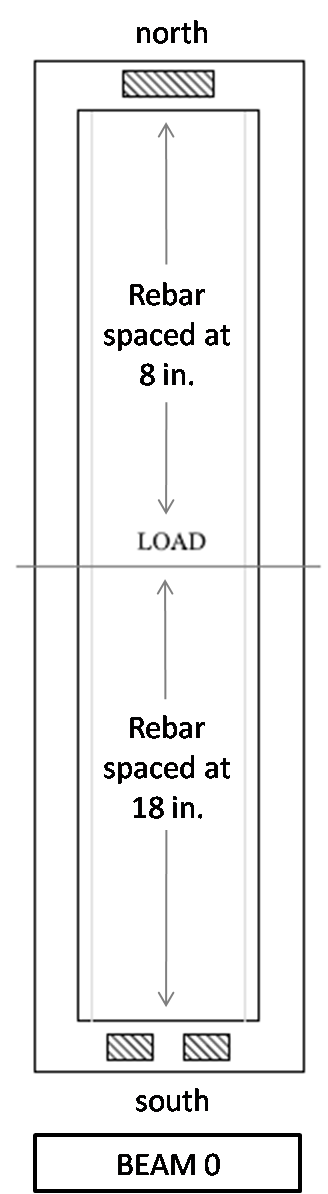 north
Rebar
spaced at
8 in.
LOAD
Rebar
spaced at
18 in.
south
BEAM 0